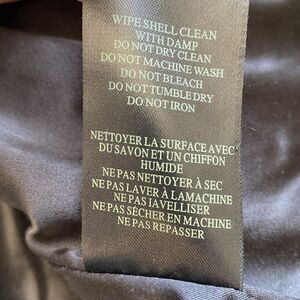 WIPE SHELL CLEAN
WITH DAMP
DO NOT DRY CLEAN
DO NOT MACHINE WASH
DO NOT BLEACH
DO NOT TUMBLE DRY
DO NOT IRON
NETTOYER LA SURFACE AVEC
DU SAVON ET UN CHIFFON
HUMIDE
NE PAS NETTOYER À SEC
NE PAS LAVER À LAMACHINE
NE PAS JAVELLISER
NE PAS SÉCHER EN MACHINE
NE PAS REPASSER